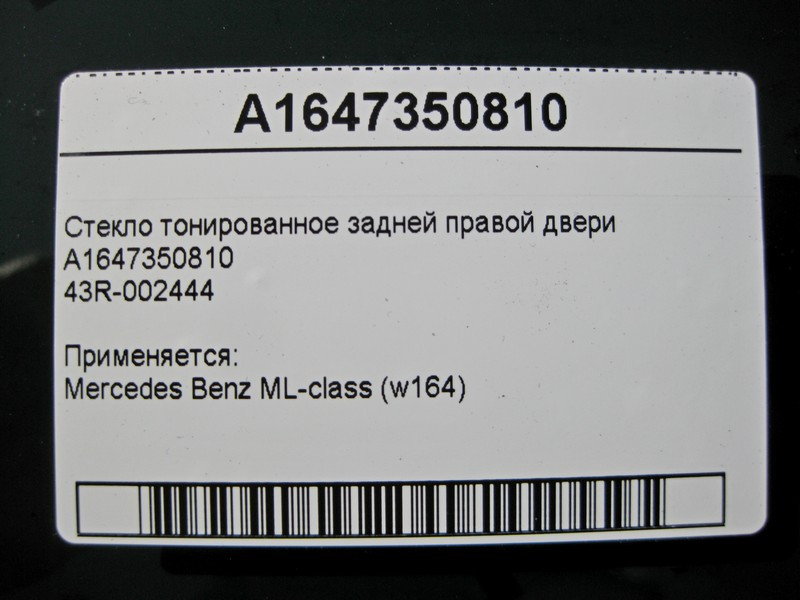 A1647350810
Стекло тонированное задней правой двери
A1647350810
43R-002444
Применяется:
Mercedes Benz ML-class (w164)